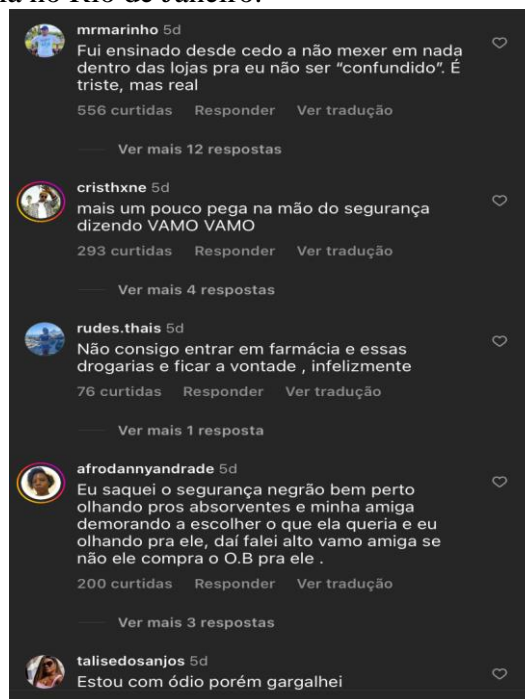 na no Rio de Janeiro.
mrmarinho 5d
Fui ensinado desde cedo a não mexer em nada
dentro das lojas pra eu não ser “confundido”. É
triste, mas real
556 curtidas Responder Ver tradução
Ver mais 12 respostas
cristhxne 5d
mais um pouco pega na mão do segurança
dizendo VAMO VAMO
293 curtidas Responder Ver tradução
Ver mais 4 respostas
rudes.thais 5d
Não consigo entrar em farmácia e essas
drogarias e ficar a vontade , infelizmente
76 curtidas Responder Ver tradução
Ver mais 1 resposta
afrodannyandrade 5d
Eu saquei o segurança negrão bem perto
olhando pros absorventes e minha amiga
demorando a escolher o que ela queria e eu
olhando pra ele, daí falei alto vamo amiga se
não ele compra o O.B pra ele .
200 curtidas Responder Ver tradução
Ver mais 3 respostas
talisedosanjos 5d
Estou com ódio porém gargalhei